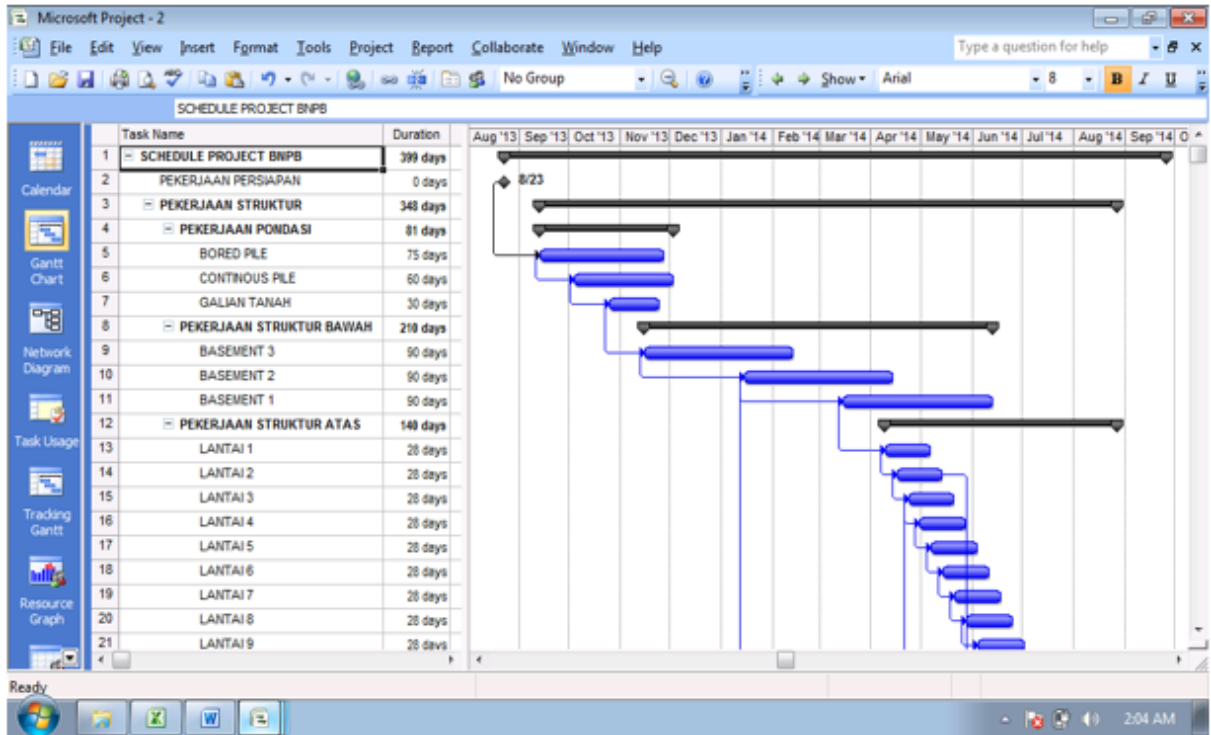 Microsoft Project - 2
File Edit View Insert Format Tools Project Report Collaborate Window Help Type a question for help
No Group Show Arial 8 B I U
SCHEDULE PROJECT BNPB
Task Name Duration Aug '13 Sep '13 Oct '13 Nov '13 Dec '13 Jan '14 Feb '14 Mar '14 Apr '14 May '14 Jun '14 Jul '14 Aug '14 Sep '14 O
1 SCHEDULE PROJECT BNPB 399 days
2 PEKERJAAN PERSIAPAN 0 days 8/23
3 PEKERJAAN STRUKTUR 348 days
4 PEKERJAAN PONDASI 81 days
5 BORED PILE 75 days
6 CONTINOUS PILE 60 days
7 GALIAN TANAH 30 days
8 PEKERJAAN STRUKTUR BAWAH 210 days
9 BASEMENT 3 90 days
10 BASEMENT 2 90 days
11 BASEMENT 1 90 days
12 PEKERJAAN STRUKTUR ATAS 140 days
13 LANTAI 1 28 days
14 LANTAI 2 28 days
15 LANTAI 3 28 days
16 LANTAI 4 28 days
17 LANTAI 5 28 days
18 LANTAI 6 28 days
19 LANTAI 7 28 days
20 LANTAI 8 28 days
21 LANTAI 9 28 days
Calendar
Gantt
Chart
Network
Diagram
Task Usage
Tracking
Gantt
Resource
Graph
Ready
2:04 AM